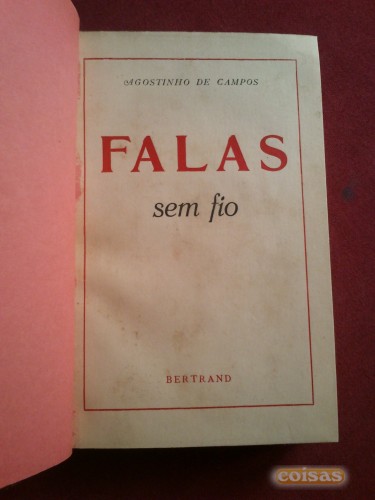 AGOSTINHO DE CAMPOS
FALAS
sem fio
BERTRAND
coisas